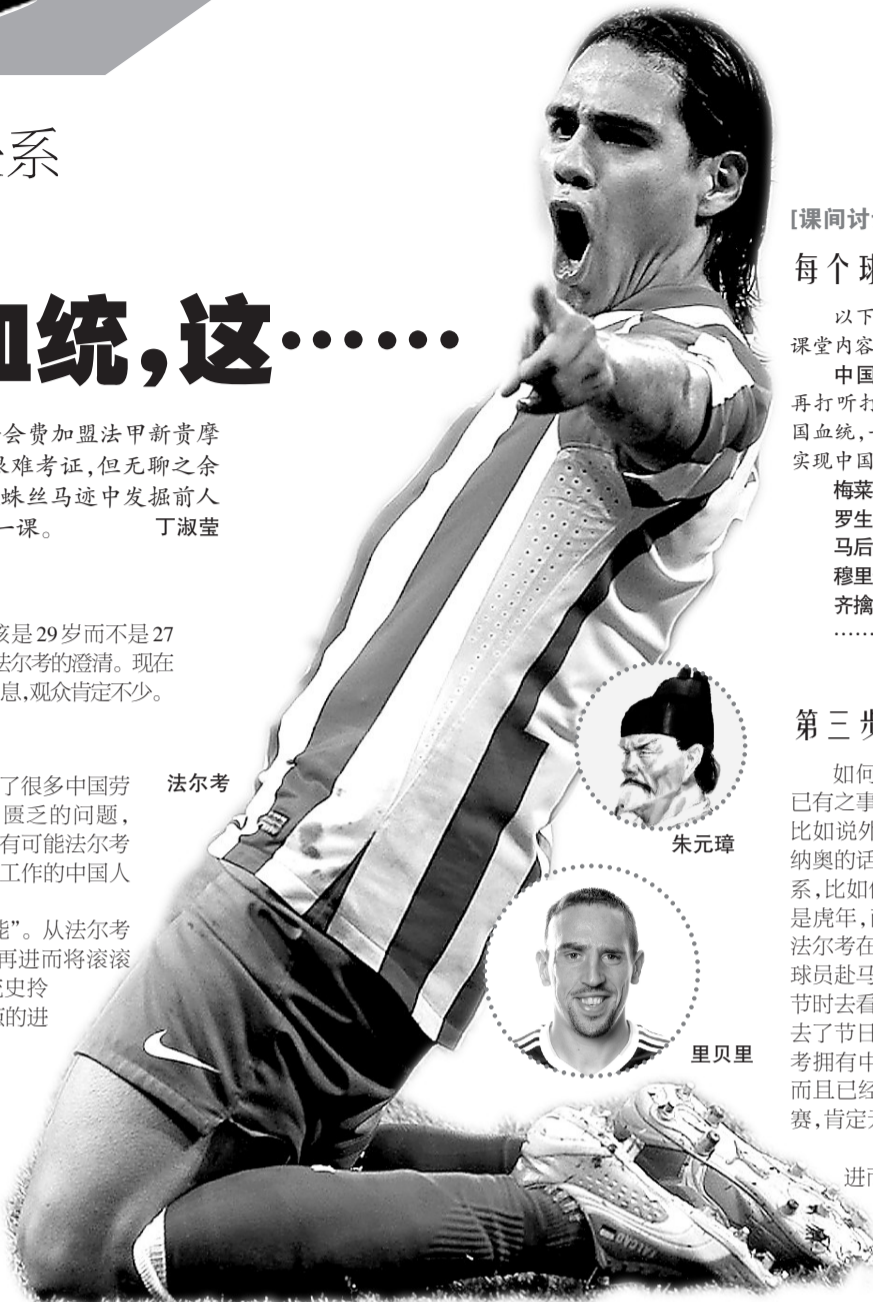 系
血统,这……
会费加盟法甲新贵摩
很难考证,但无聊之余
蛛丝马迹中发掘前人
一课。 丁淑莹
该是29岁而不是27
法尔考的澄清。现在
息,观众肯定不少。
了很多中国劳
匮乏的问题,
有可能法尔考
工作的中国人
能”。从法尔考
再进而将滚滚
史拎
的进
法尔考
朱元璋
里贝里
[课间讨
每个球
以下
课堂内容
中国
再打听打
国血统,
实现中国
梅菜
罗生
马后
穆里
齐擒
……
第三步
如何
已有之事
比如说外
纳奥的话
系,比如
是虎年,
法尔考在
球员赴马
节时去看
去了节日
考拥有中
而且已经
赛,肯定
进而